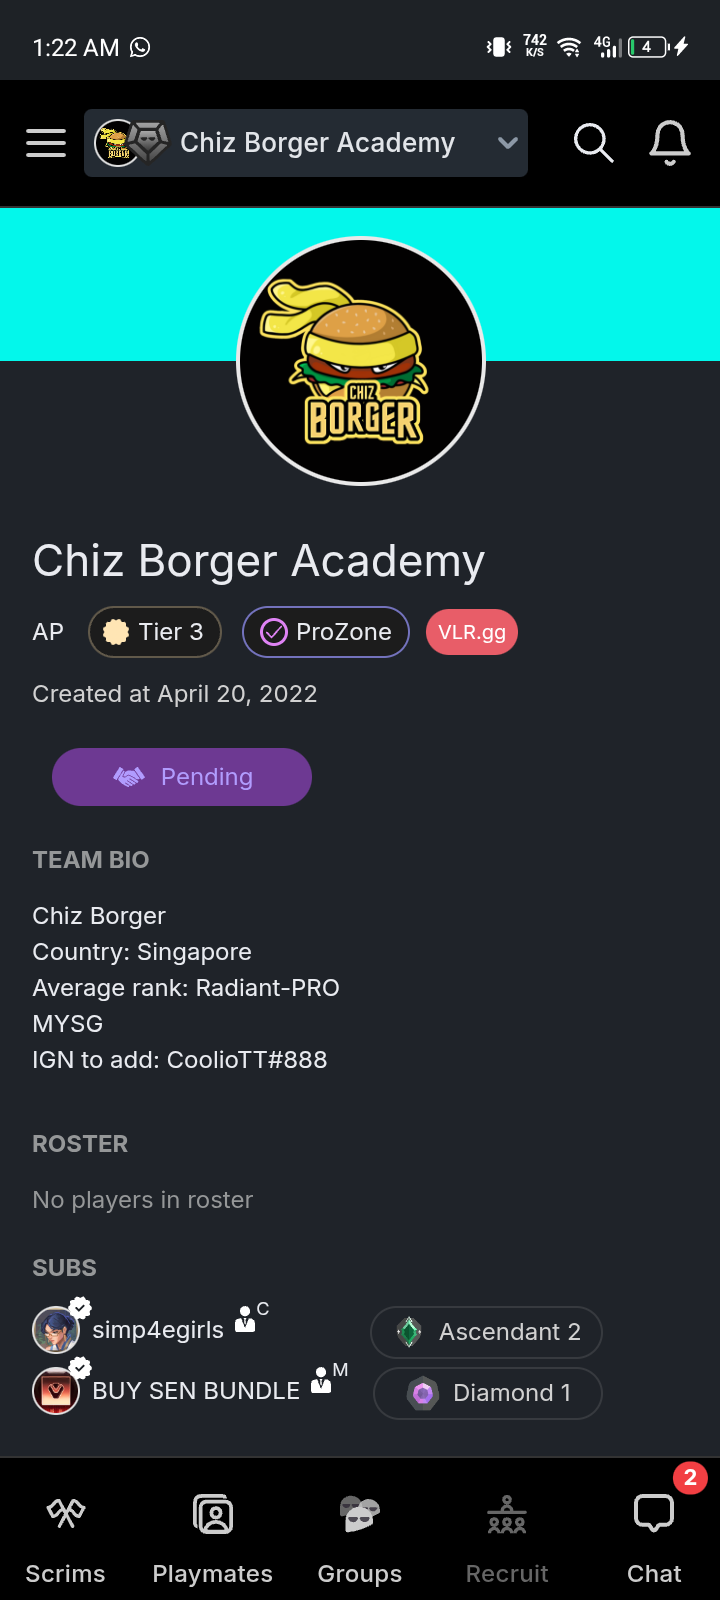 1:22 AM
742
K/S
4G
4
Chiz Borger Academy
CHIZ
BORGER
Chiz Borger Academy
AP Tier 3 ProZone VLR.gg
Created at April 20, 2022
Pending
TEAM BIO
Chiz Borger
Country: Singapore
Average rank: Radiant-PRO
MYSG
IGN to add: CoolioTT#888
ROSTER
No players in roster
SUBS
simp4egirls C Ascendant 2
BUY SEN BUNDLE M Diamond 1
2
Scrims Playmates Groups Recruit Chat